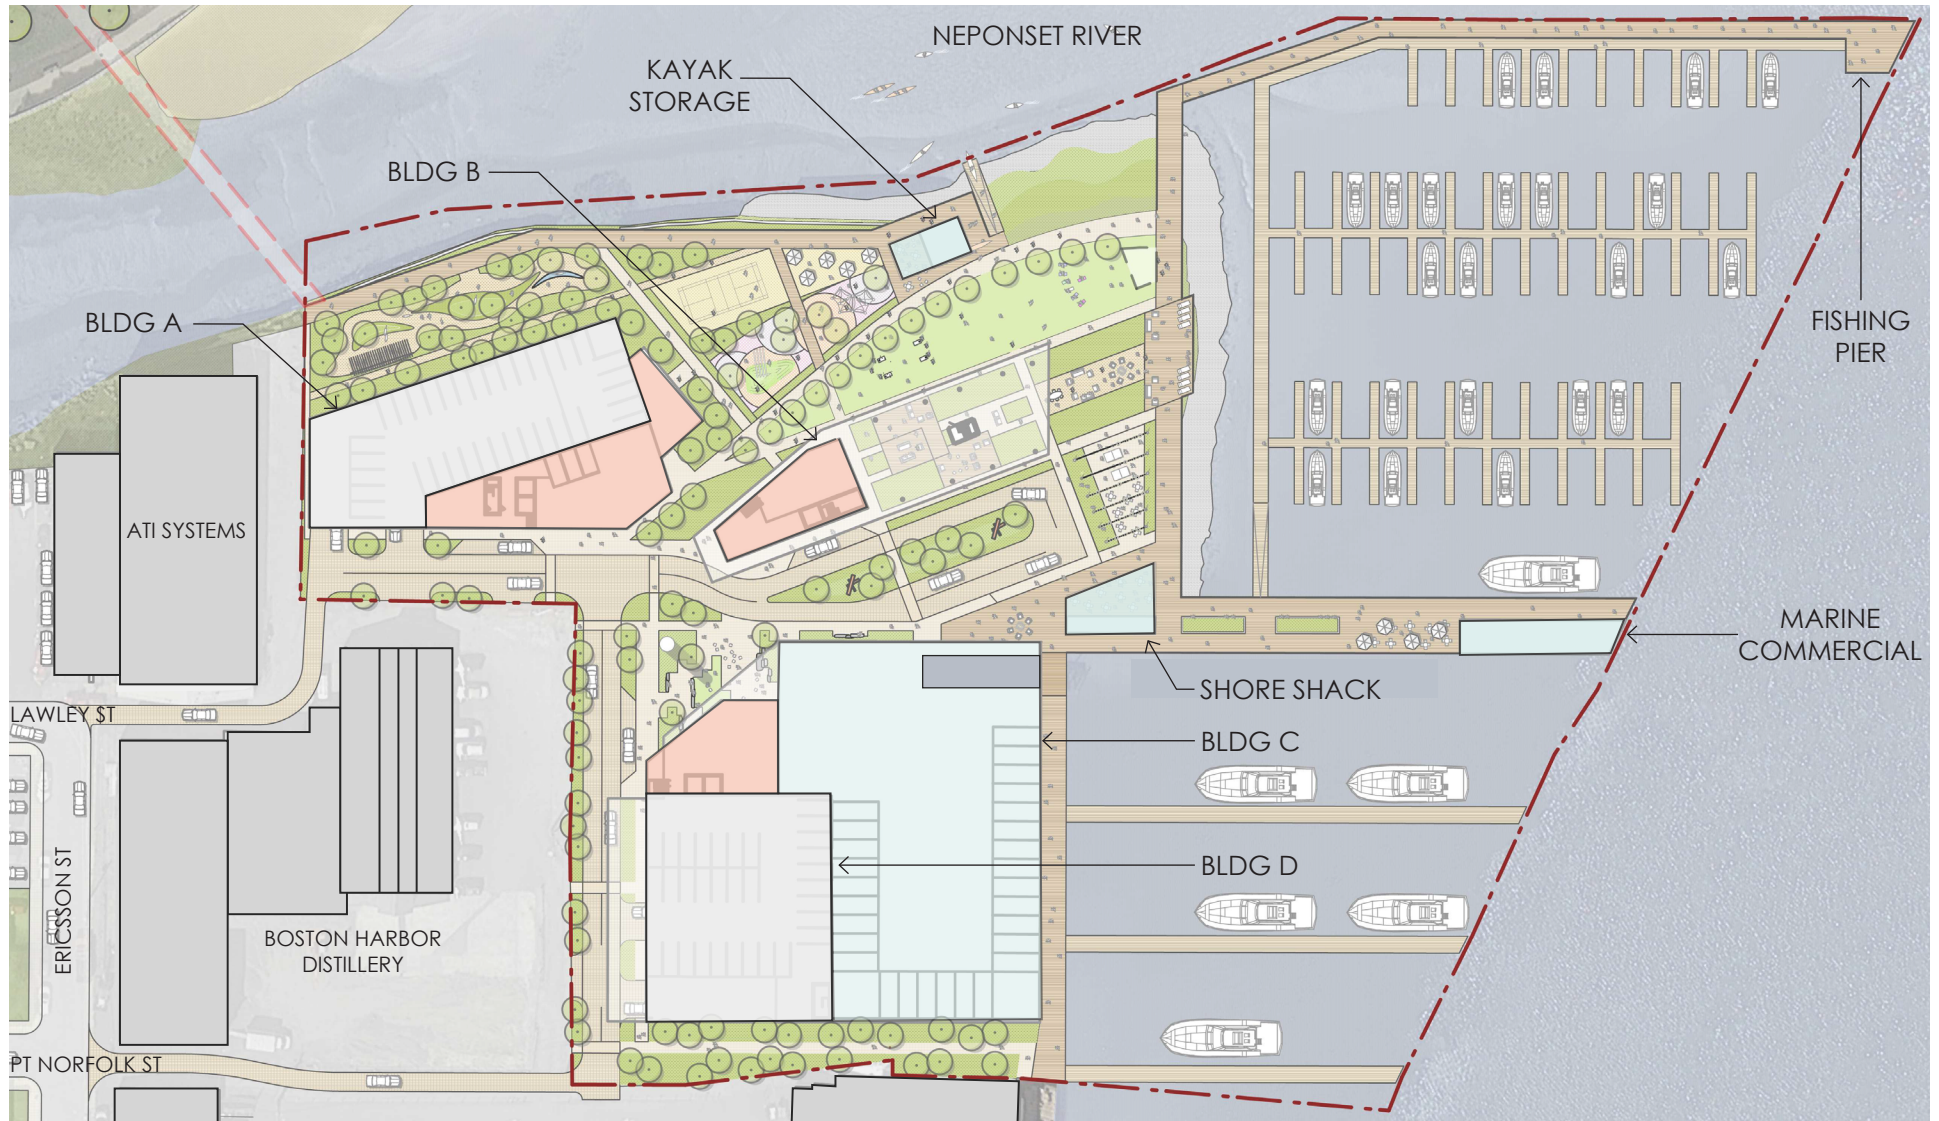 NEPONSET RIVER
KAYAK
STORAGE
BLDG B
BLDG A
FISHING
PIER
ATI SYSTEMS
MARINE
COMMERCIAL
SHORE SHACK
LAWLEY ST
BLDG C
BLDG D
ERICSSON ST
BOSTON HARBOR
DISTILLERY
PT NORFOLK ST